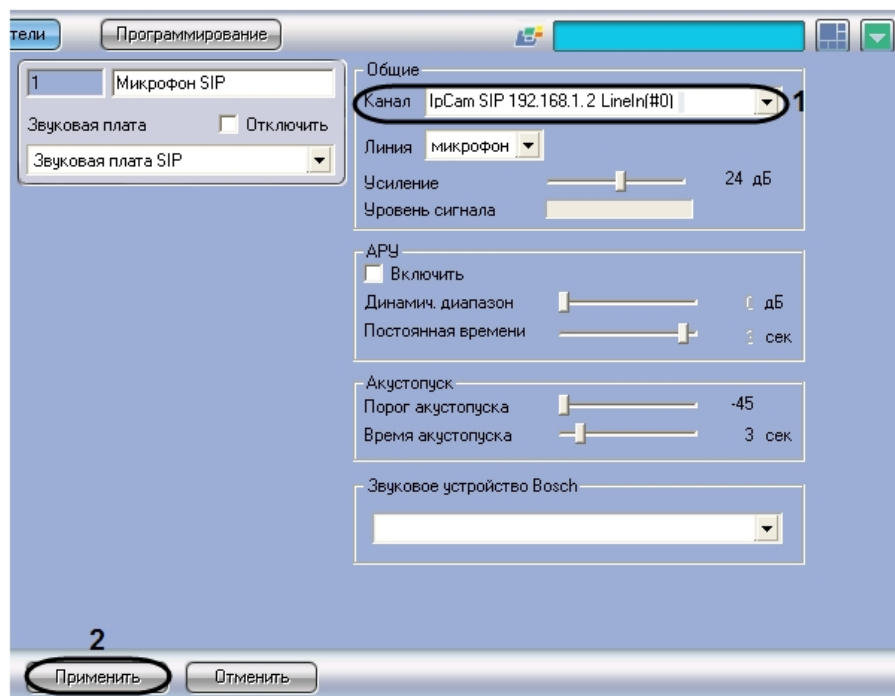 тели Программирование
1 Микрофон SIP
Звуковая плата Отключить
Звуковая плата SIP
Общие
Канал IpCam SIP 192.168.1.2 LineIn(#0) 1
Линия микрофон
Усиление 24 дБ
Уровень сигнала
АРУ
Включить
Динамич. диапазон дБ
Постоянная времени сек
Акустопуск
Порог акустопуска -45
Время акустопуска 3 сек
Звуковое устройство Bosch
2
Применить Отменить